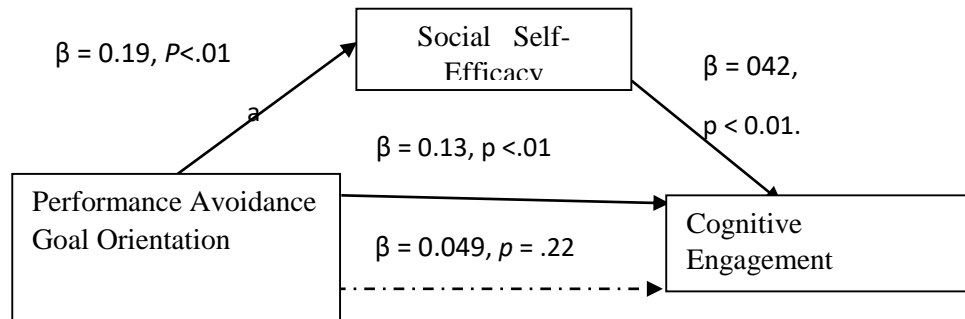 β = 0.19, P<.01
Social Self-
Efficacy
β = 042,
p < 0.01.
a
β = 0.13, p <.01
Performance Avoidance
Goal Orientation
β = 0.049, p = .22
Cognitive
Engagement